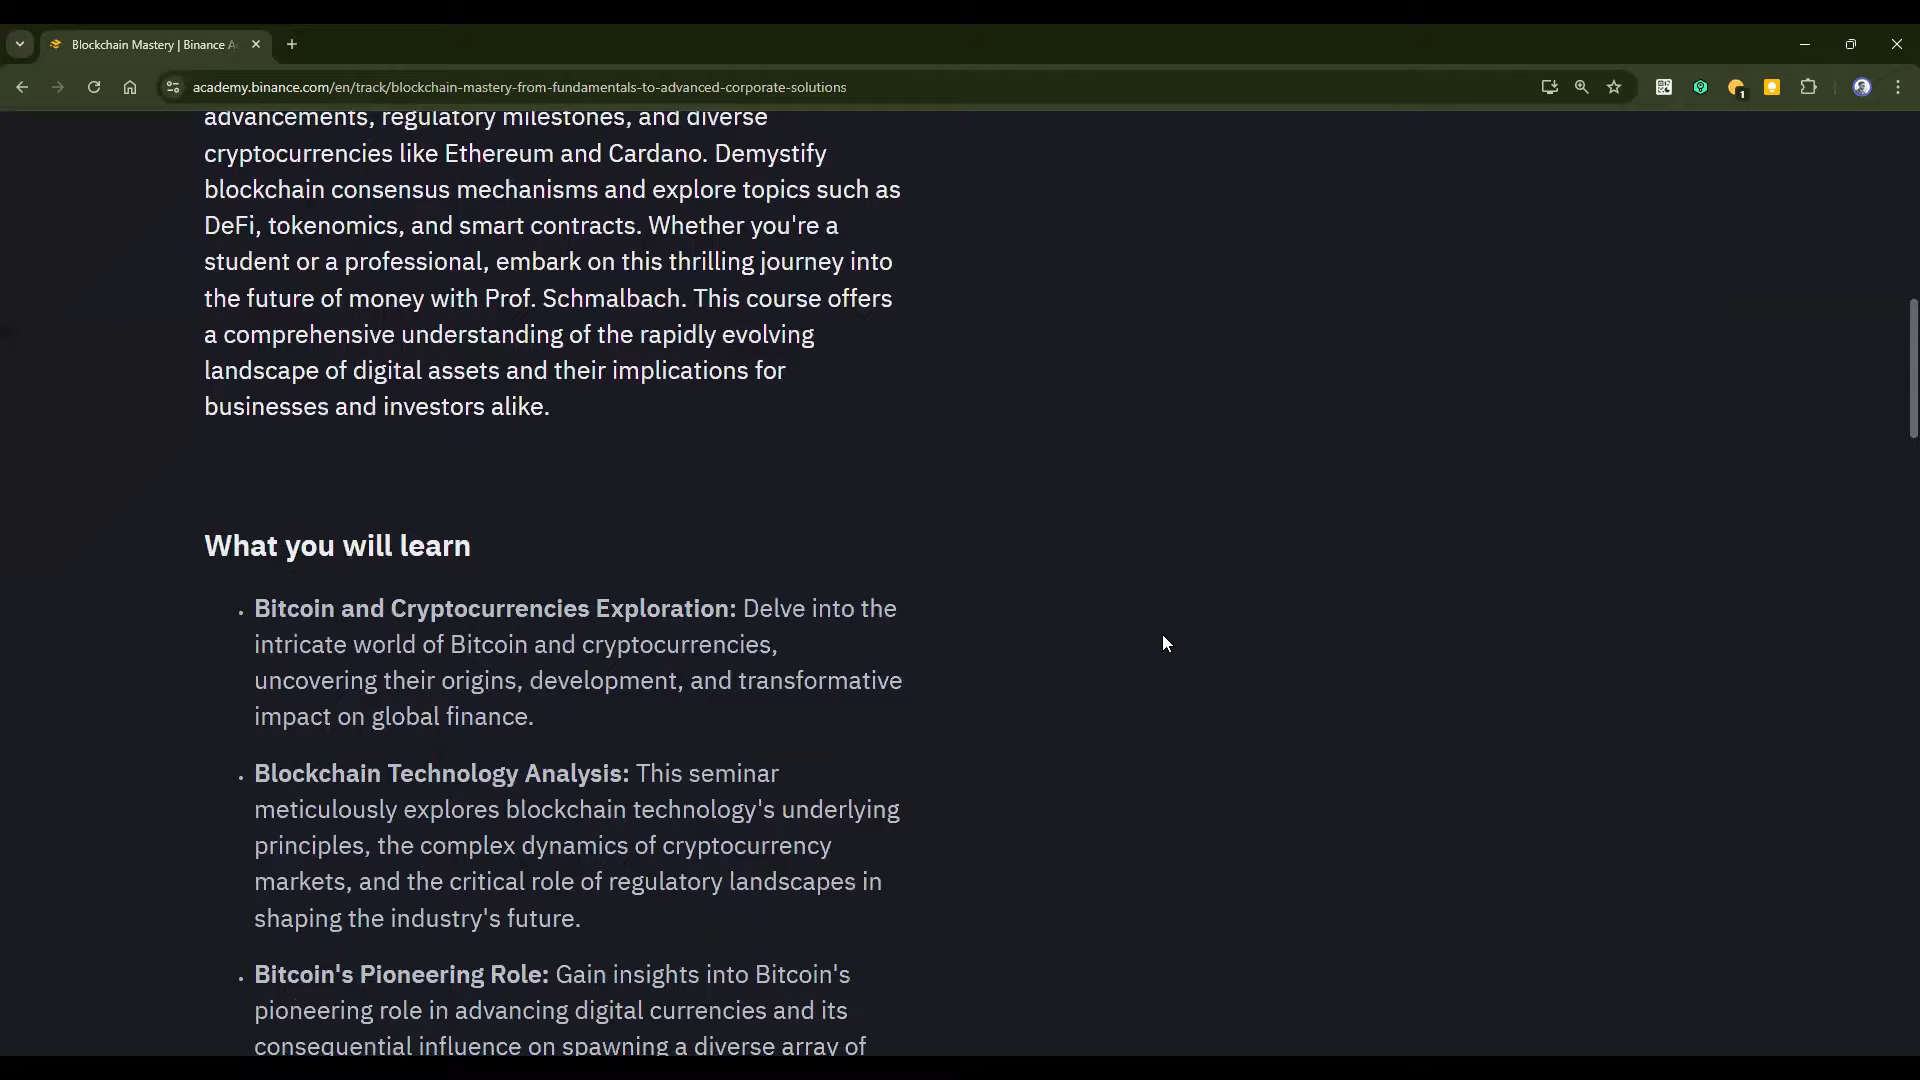 Blockchain Mastery | Binance A
academy.binance.com/en/track/blockchain-mastery-from-fundamentals-to-advanced-corporate-solutions
1
advancements, regulatory milestones, and diverse
cryptocurrencies like Ethereum and Cardano. Demystify
blockchain consensus mechanisms and explore topics such as
DeFi, tokenomics, and smart contracts. Whether you're a
student or a professional, embark on this thrilling journey into
the future of money with Prof. Schmalbach. This course offers
a comprehensive understanding of the rapidly evolving
landscape of digital assets and their implications for
businesses and investors alike.
What you will learn
• Bitcoin and Cryptocurrencies Exploration: Delve into the
intricate world of Bitcoin and cryptocurrencies,
uncovering their origins, development, and transformative
impact on global finance.
• Blockchain Technology Analysis: This seminar
meticulously explores blockchain technology's underlying
principles, the complex dynamics of cryptocurrency
markets, and the critical role of regulatory landscapes in
shaping the industry's future.
• Bitcoin's Pioneering Role: Gain insights into Bitcoin's
pioneering role in advancing digital currencies and its
consequential influence on spawning a diverse array of